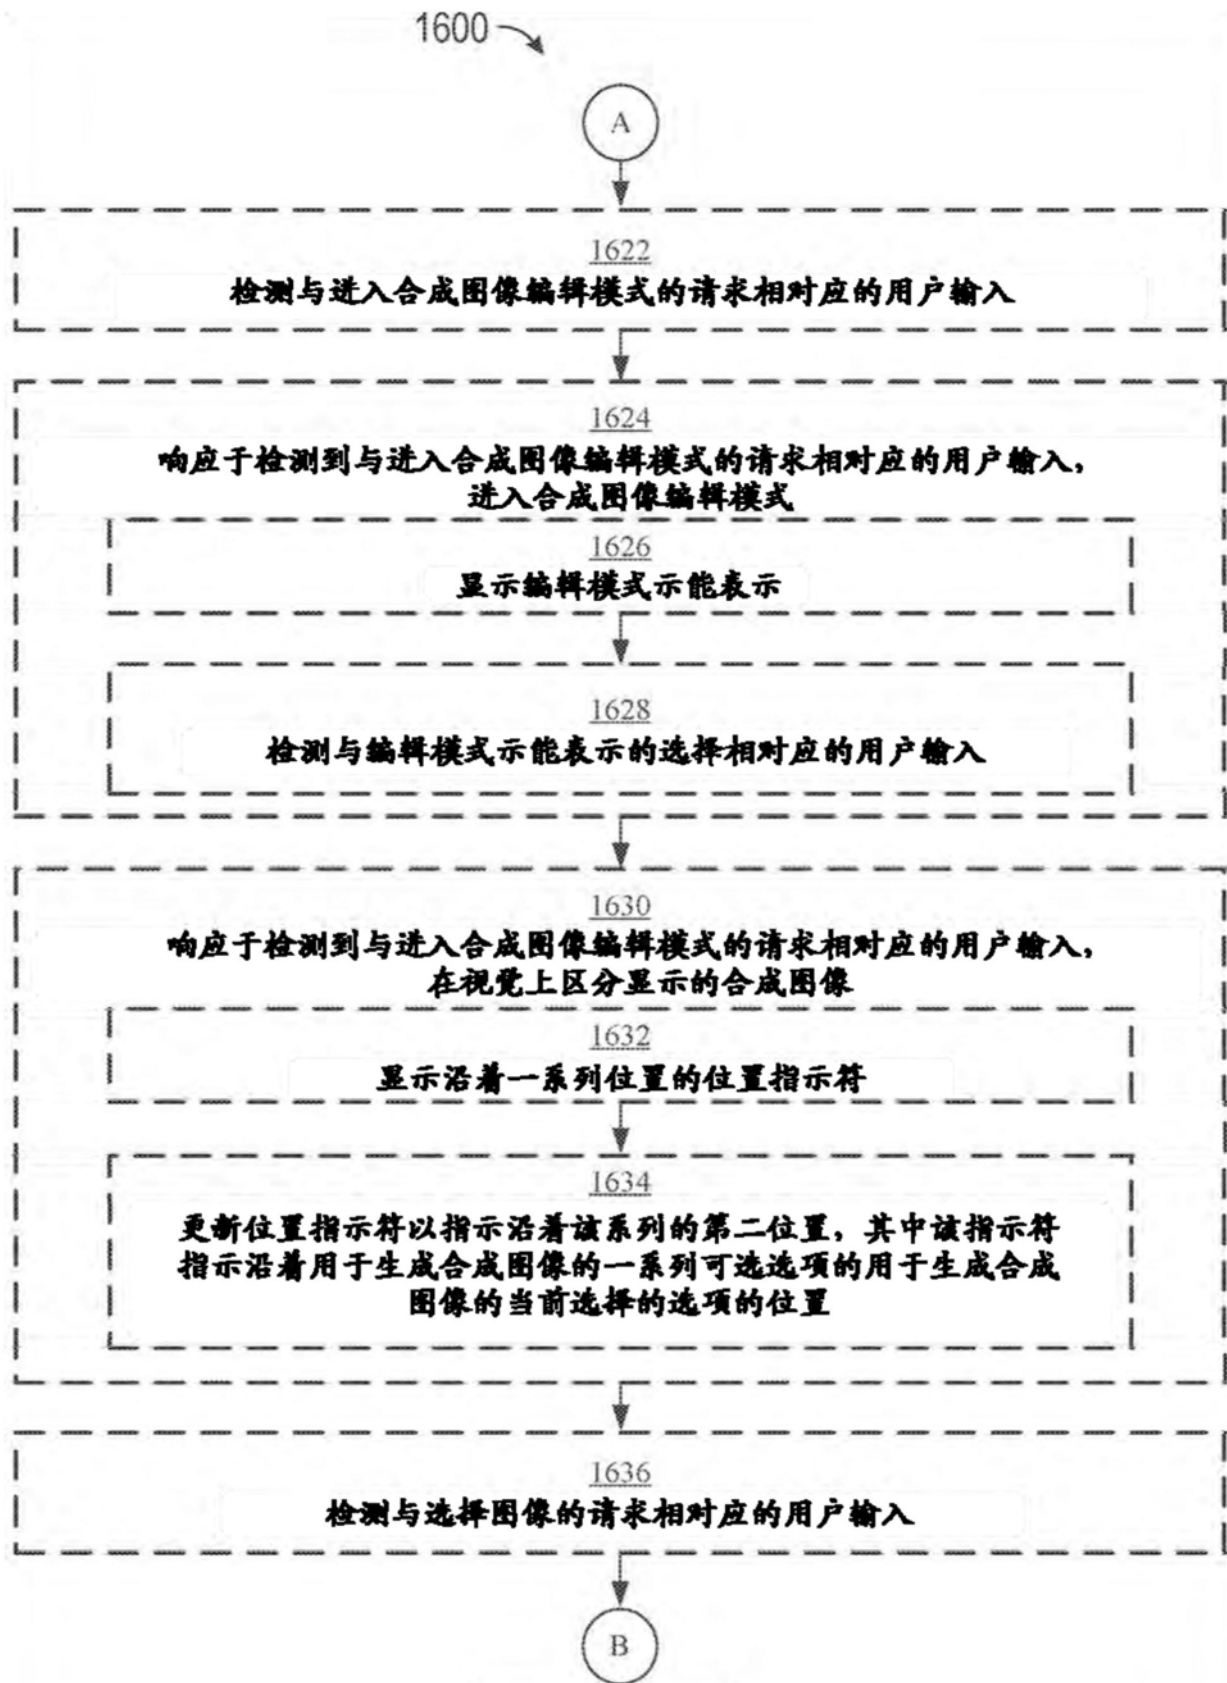 1600
A
1622
检测与进入合成图像编辑模式的请求相对应的用户输入
1624
响应于检测到与进入合成图像编辑模式的请求相对应的用户输入，
进入合成图像编辑模式
1626
显示编辑模式示能表示
1628
检测与编辑模式示能表示的选择相对应的用户输入
1630
响应于检测到与进入合成图像编辑模式的请求相对应的用户输入，
在视觉上区分显示的合成图像
1632
显示沿着一系列位置的位置指示符
1634
更新位置指示符以指示沿着该系列的第二位置，其中该指示符
指示沿着用于生成合成图像的一系列可选选项的用于生成合成
图像的当前选择的选项的位置
1636
检测与选择图像的请求相对应的用户输入
B